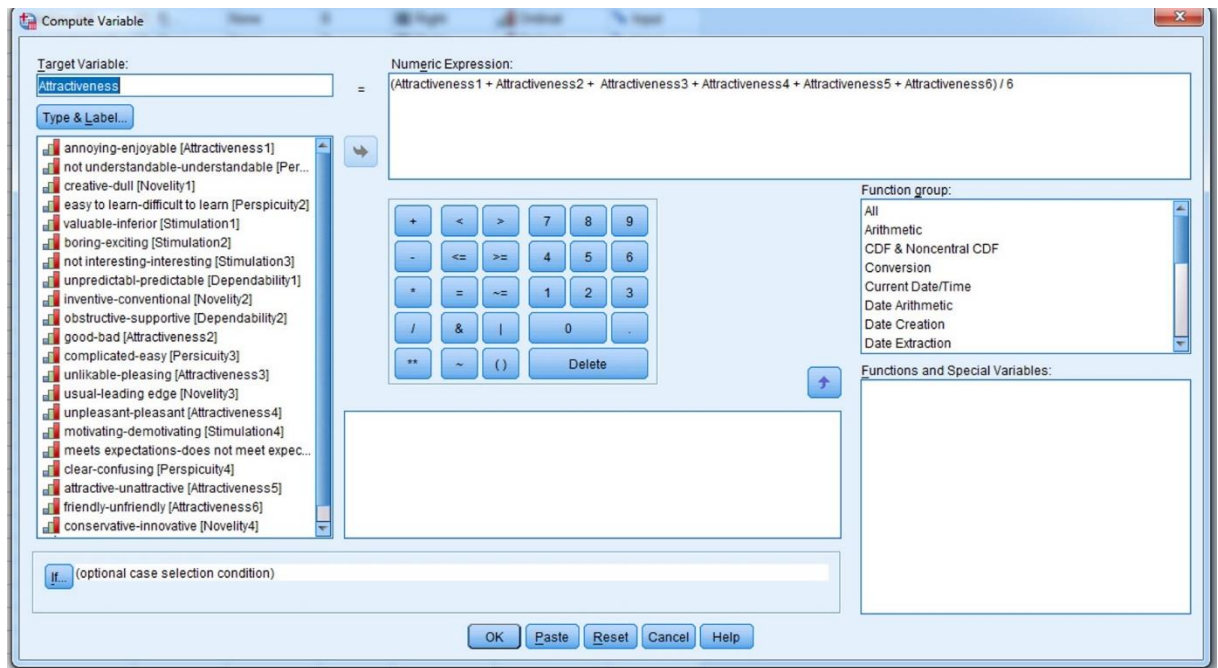 None 0 Right Ordinal Input
Compute Variable
Target Variable:
Attractiveness
=
Numeric Expression:
(Attractiveness1 + Attractiveness2 + Attractiveness3 + Attractiveness4 + Attractiveness5 + Attractiveness6) / 6
Type & Label...
annoying-enjoyable [Attractiveness1]
not understandable-understandable [Per...
creative-dull [Novelity1]
easy to learn-difficult to learn [Perspicuity2]
valuable-inferior [Stimulation1]
boring-exciting [Stimulation2]
not interesting-interesting [Stimulation3]
unpredictabl-predictable [Dependability1]
inventive-conventional [Novelity2]
obstructive-supportive [Dependability2]
good-bad [Attractiveness2]
complicated-easy [Persicuity3]
unlikable-pleasing [Attractiveness3]
usual-leading edge [Novelity3]
unpleasant-pleasant [Attractiveness4]
motivating-demotivating [Stimulation4]
meets expectations-does not meet expec...
clear-confusing [Perspicuity4]
attractive-unattractive [Attractiveness5]
friendly-unfriendly [Attractiveness6]
conservative-innovative [Novelity4]
+ < > 7 8 9
- <= >= 4 5 6
* = ~= 1 2 3
/ & | 0 .
** ~ () Delete
Function group:
All
Arithmetic
CDF & Noncentral CDF
Conversion
Current Date/Time
Date Arithmetic
Date Creation
Date Extraction
Functions and Special Variables:
If... (optional case selection condition)
OK Paste Reset Cancel Help